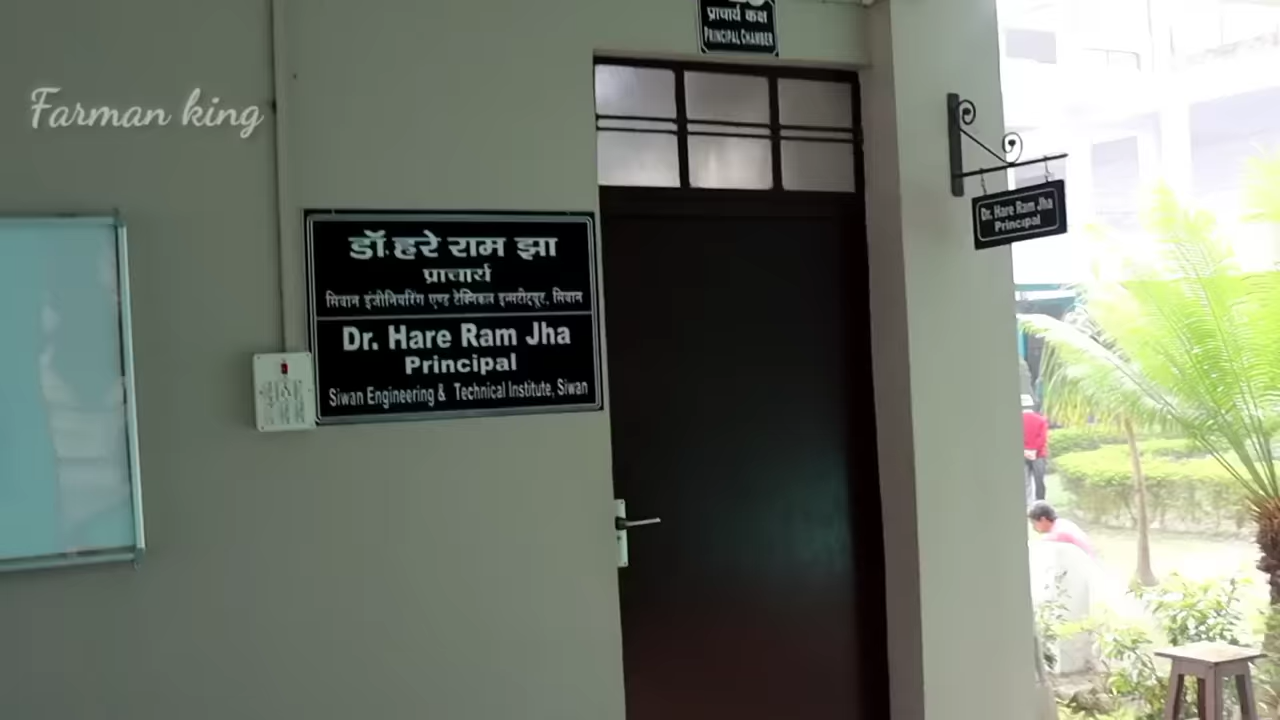 प्राचार्य कक्ष
PRINCIPAL CHAMBER
Farman king
Dr. Hare Ram Jha
Principal
डॉ. हरे राम झा
प्राचार्य
सिवान इंजीनियरिंग एण्ड टेक्निकल इन्सटीट्यूट, सिवान
Dr. Hare Ram Jha
Principal
Siwan Engineering & Technical Institute, Siwan